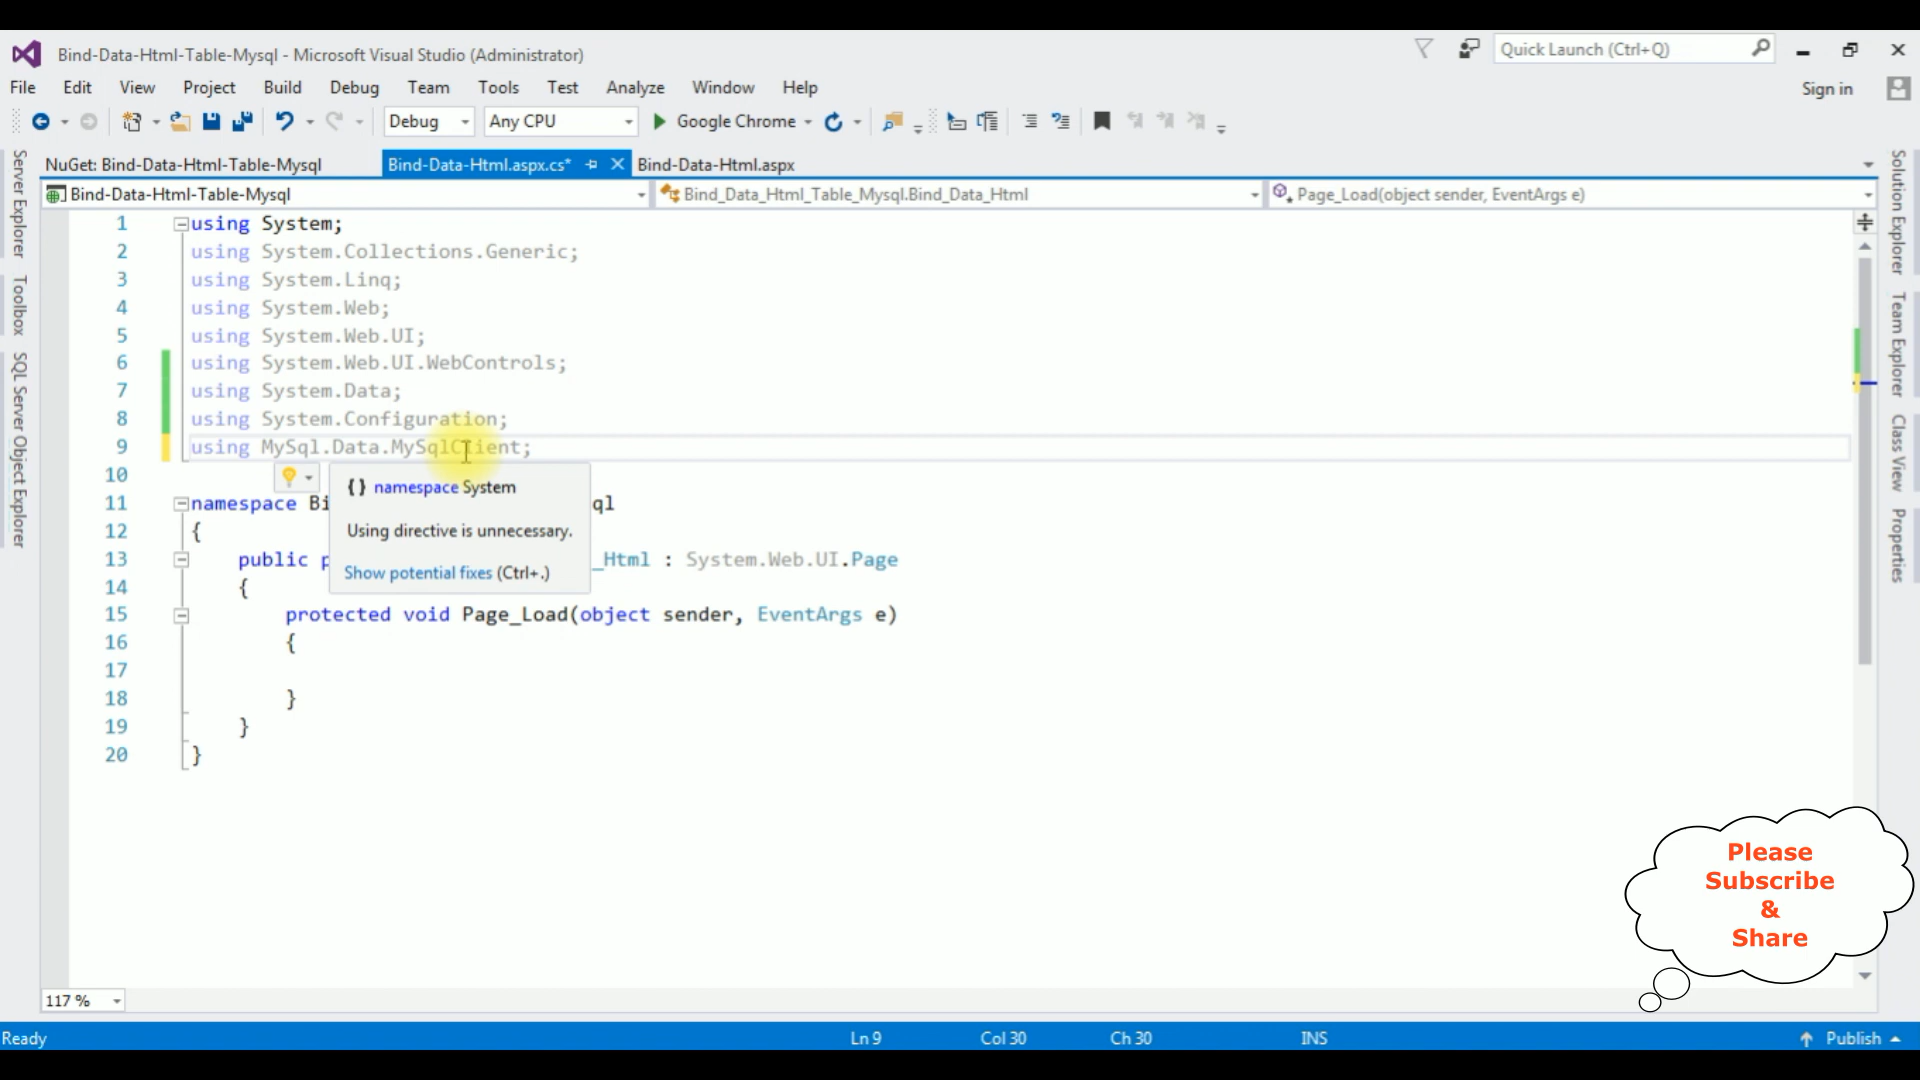 Bind-Data-Html-Table-Mysql - Microsoft Visual Studio (Administrator)
Quick Launch (Ctrl+Q)
File Edit View Project Build Debug Team Tools Test Analyze Window Help
Sign in
Debug Any CPU Google Chrome
NuGet: Bind-Data-Html-Table-Mysql Bind-Data-Html.aspx.cs* Bind-Data-Html.aspx
Bind-Data-Html-Table-Mysql Bind_Data_Html_Table_Mysql.Bind_Data_Html Page_Load(object sender, EventArgs e)
Server Explorer
Toolbox
SQL Server Object Explorer
1 using System;
2 using System.Collections.Generic;
3 using System.Linq;
4 using System.Web;
5 using System.Web.UI;
6 using System.Web.UI.WebControls;
7 using System.Data;
8 using System.Configuration;
9 using MySql.Data.MySqlClient;
10
{} namespace System
Using directive is unnecessary.
Show potential fixes (Ctrl+.)
11 namespace Bi ql
12 {
13 public p _Html : System.Web.UI.Page
14 {
15 protected void Page_Load(object sender, EventArgs e)
16 {
17
18 }
19 }
20 }
Solution Explorer
Team Explorer
Class View
Properties
Please
Subscribe
&
Share
117 %
Ready Ln 9 Col 30 Ch 30 INS Publish